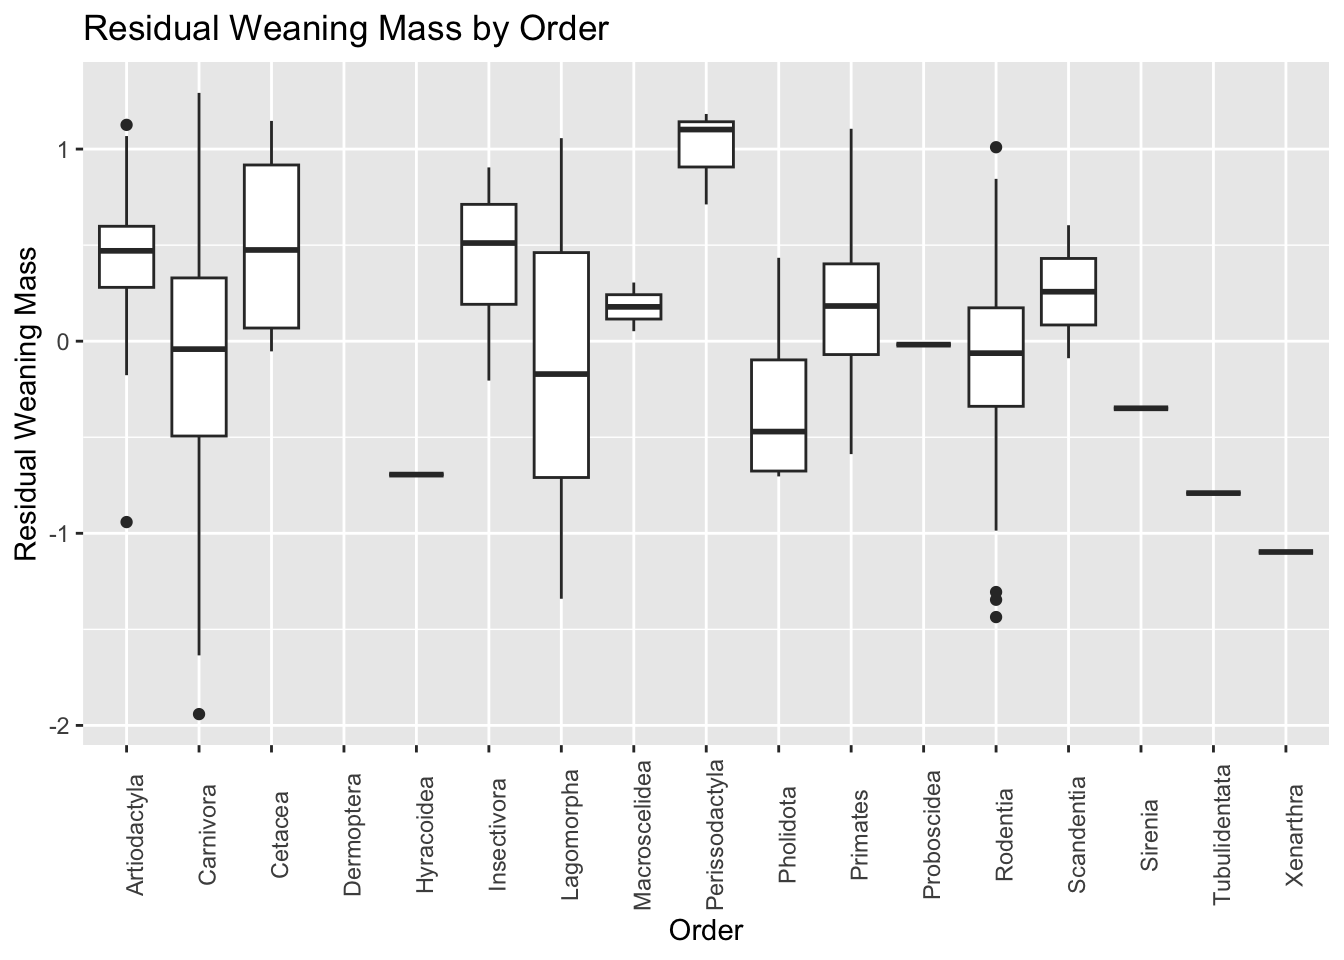 Residual Weaning Mass by Order
Residual Weaning Mass
1
0
-1
-2
Artiodactyla
Carnivora
Cetacea
Dermoptera
Hyracoidea
Insectivora
Lagomorpha
Macroscelidea
Perissodactyla
Pholidota
Primates
Proboscidea
Rodentia
Scandentia
Sirenia
Tubulidentata
Xenarthra
Order